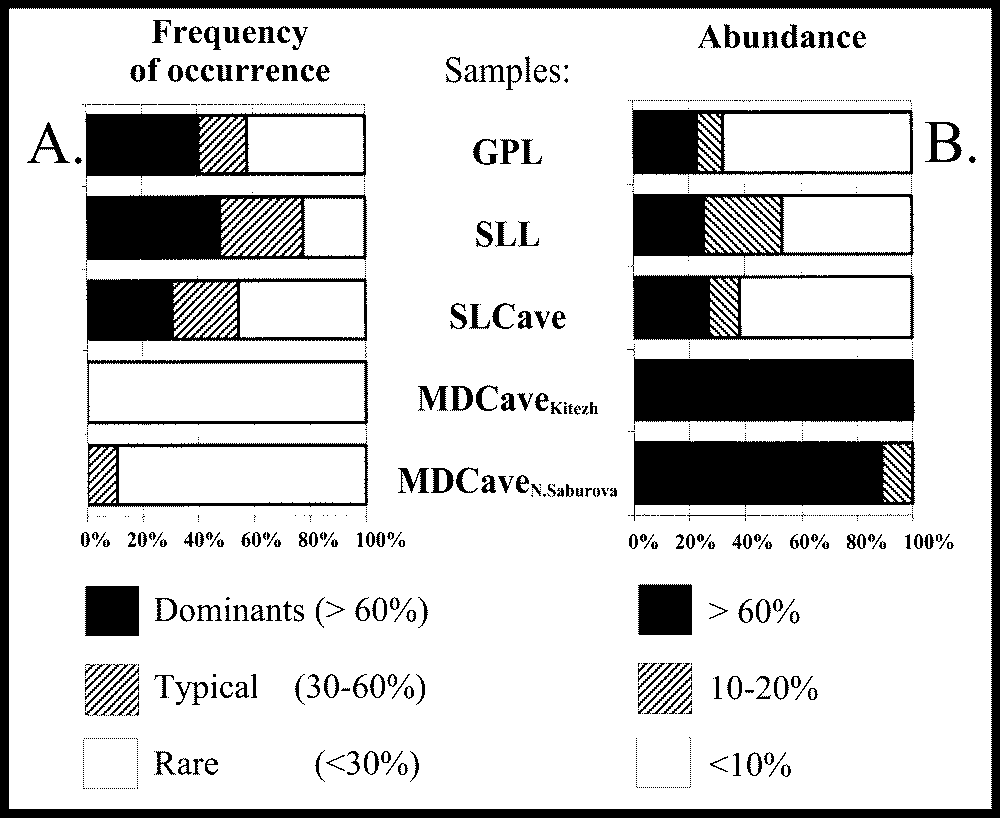 Frequency
of occurrence
Samples:
Abundance
A.
GPL
B.
SLL
SLCave
MDCaveKitezh
MDCaveN.Saburova
0% 20% 40% 60% 80% 100%
0% 20% 40% 60% 80% 100%
Dominants (> 60%)
> 60%
Typical (30-60%)
10-20%
Rare (<30%)
<10%